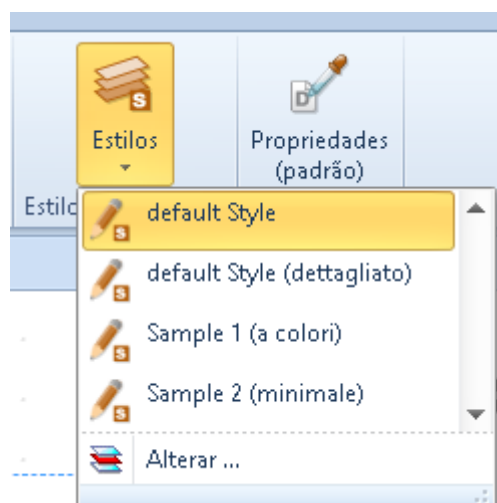 Estilos
Propriedades
(padrão)
Estilo
default Style
default Style (dettagliato)
Sample 1 (a colori)
Sample 2 (minimale)
Alterar ...